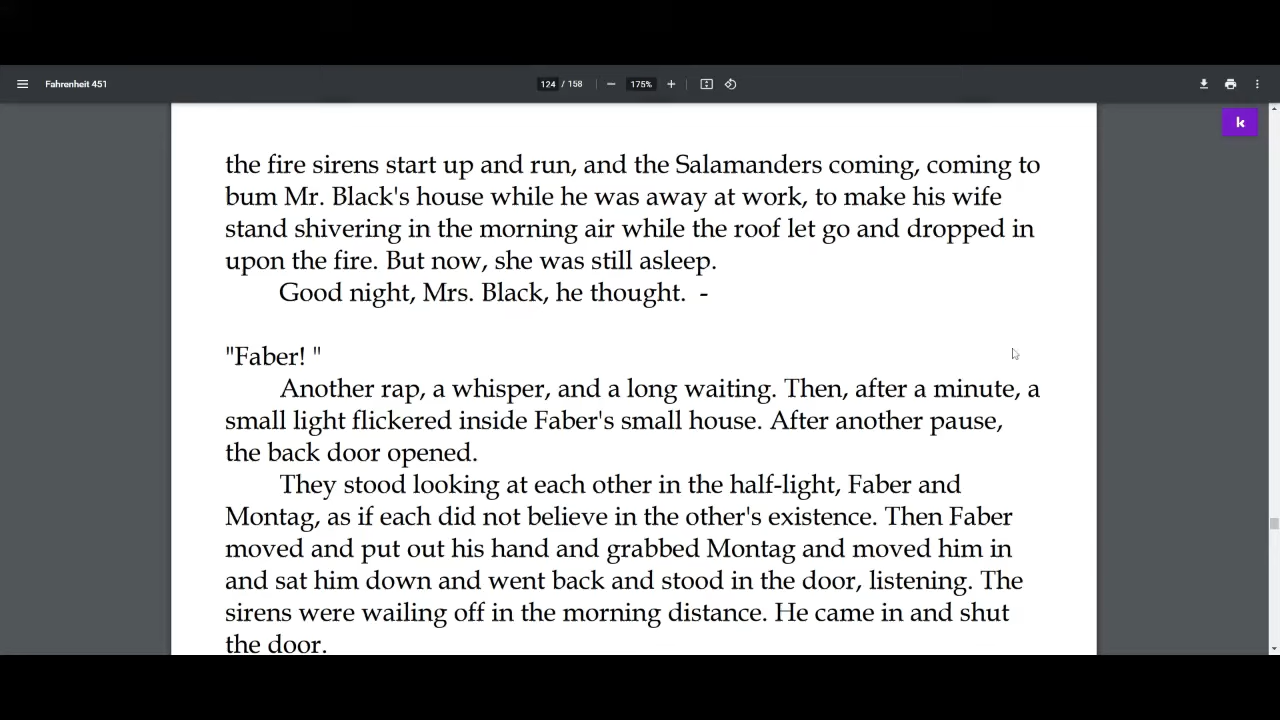 Fahrenheit 451
124 / 158
175%
k
the fire sirens start up and run, and the Salamanders coming, coming to
bum Mr. Black's house while he was away at work, to make his wife
stand shivering in the morning air while the roof let go and dropped in
upon the fire. But now, she was still asleep.
Good night, Mrs. Black, he thought. -
"Faber! "
Another rap, a whisper, and a long waiting. Then, after a minute, a
small light flickered inside Faber's small house. After another pause,
the back door opened.
They stood looking at each other in the half-light, Faber and
Montag, as if each did not believe in the other's existence. Then Faber
moved and put out his hand and grabbed Montag and moved him in
and sat him down and went back and stood in the door, listening. The
sirens were wailing off in the morning distance. He came in and shut
the door.